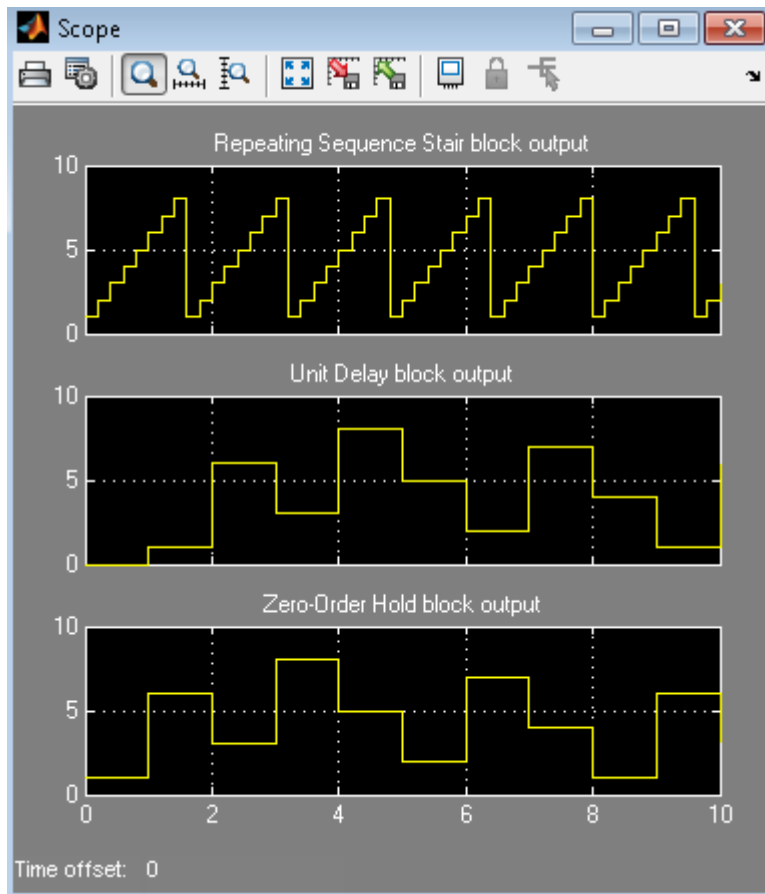 Scope
Repeating Sequence Stair block output
10
5
0
Unit Delay block output
10
5
0
Zero-Order Hold block output
10
5
0
0 2 4 6 8 10
Time offset: 0